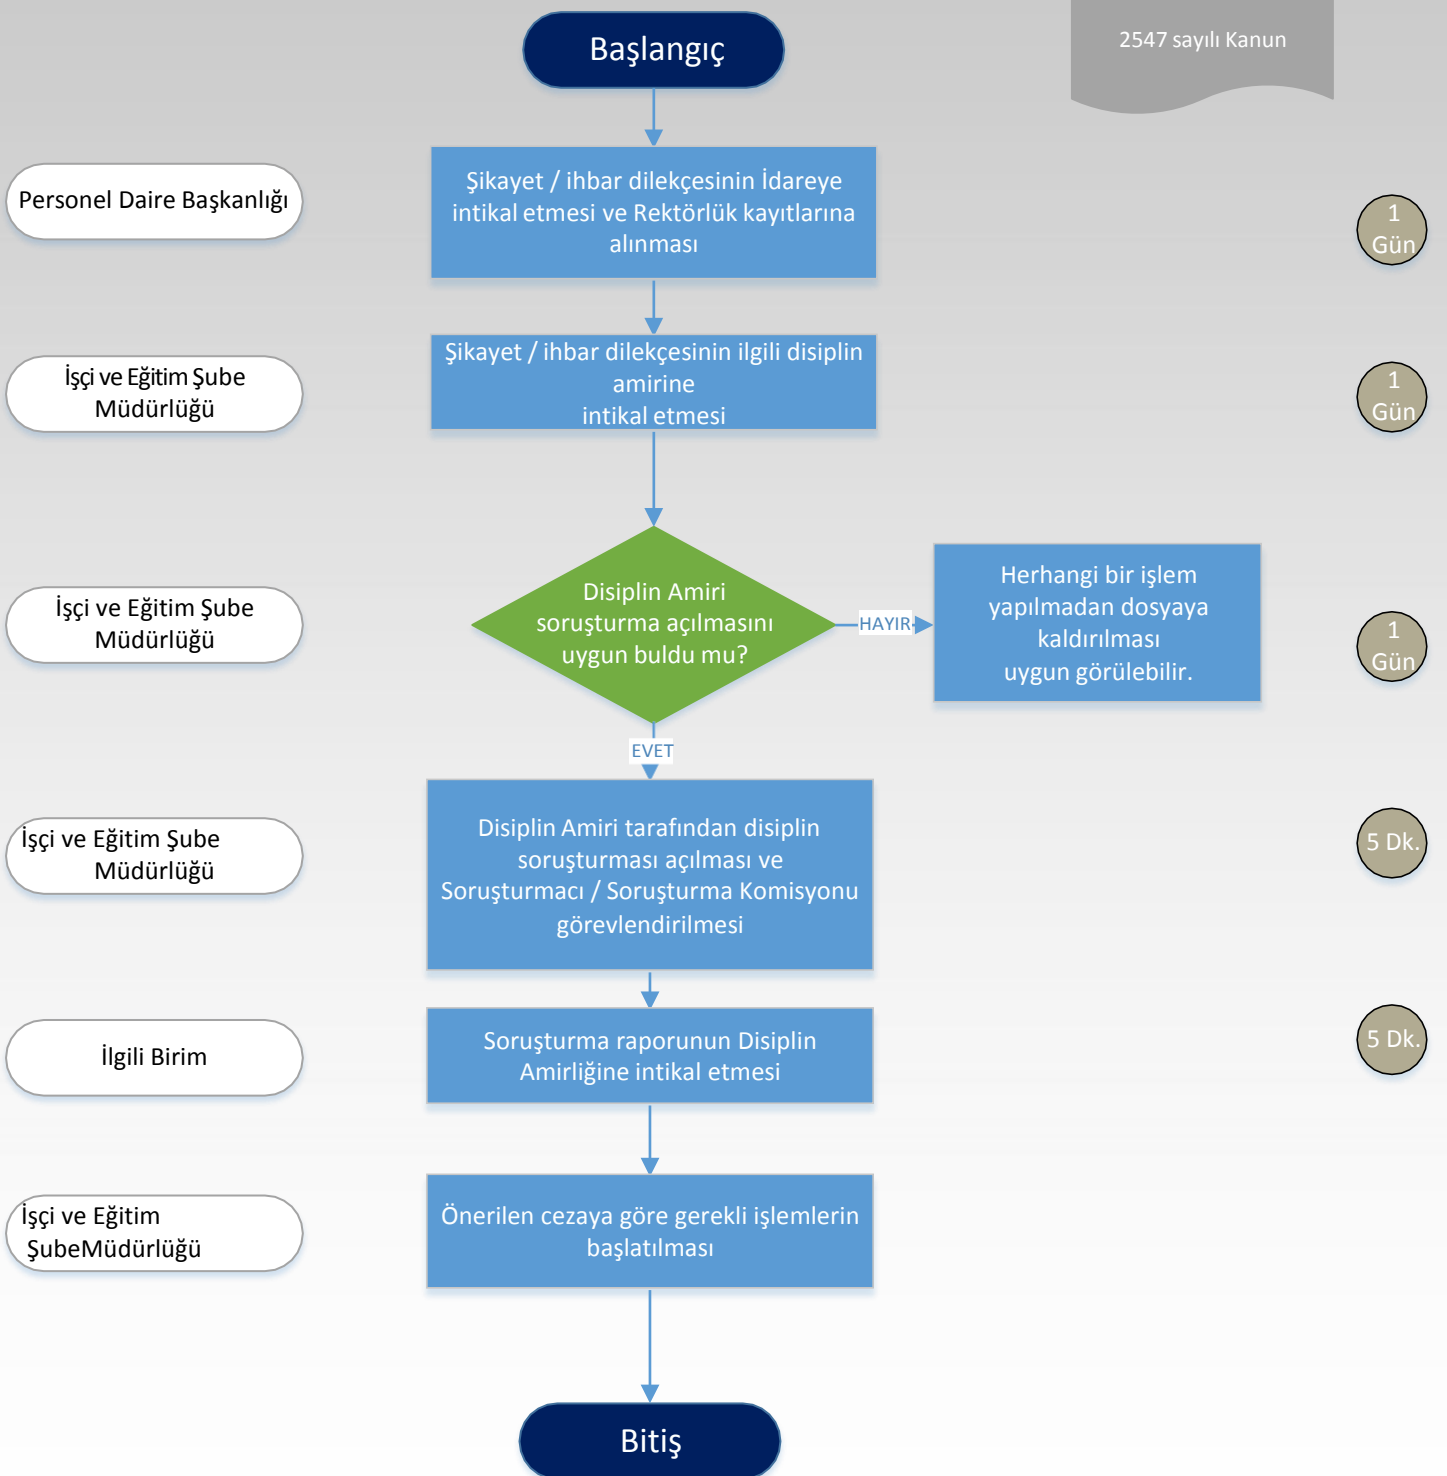 Başlangıç
2547 sayılı Kanun
Personel Daire Başkanlığı
Şikayet / ihbar dilekçesinin İdareye
intikal etmesi ve Rektörlük kayıtlarına
alınması
1
Gün
İşçi ve Eğitim Şube
Müdürlüğü
Şikayet / ihbar dilekçesinin ilgili disiplin
amirine
intikal etmesi
1
Gün
İşçi ve Eğitim Şube
Müdürlüğü
Disiplin Amiri
soruşturma açılmasını
uygun buldu mu?
HAYIR
Herhangi bir işlem
yapılmadan dosyaya
kaldırılması
uygun görülebilir.
1
Gün
EVET
İşçi ve Eğitim Şube
Müdürlüğü
Disiplin Amiri tarafından disiplin
soruşturması açılması ve
Soruşturmacı / Soruşturma Komisyonu
görevlendirilmesi
5 Dk.
İlgili Birim
Soruşturma raporunun Disiplin
Amirliğine intikal etmesi
5 Dk.
İşçi ve Eğitim
ŞubeMüdürlüğü
Önerilen cezaya göre gerekli işlemlerin
başlatılması
Bitiş